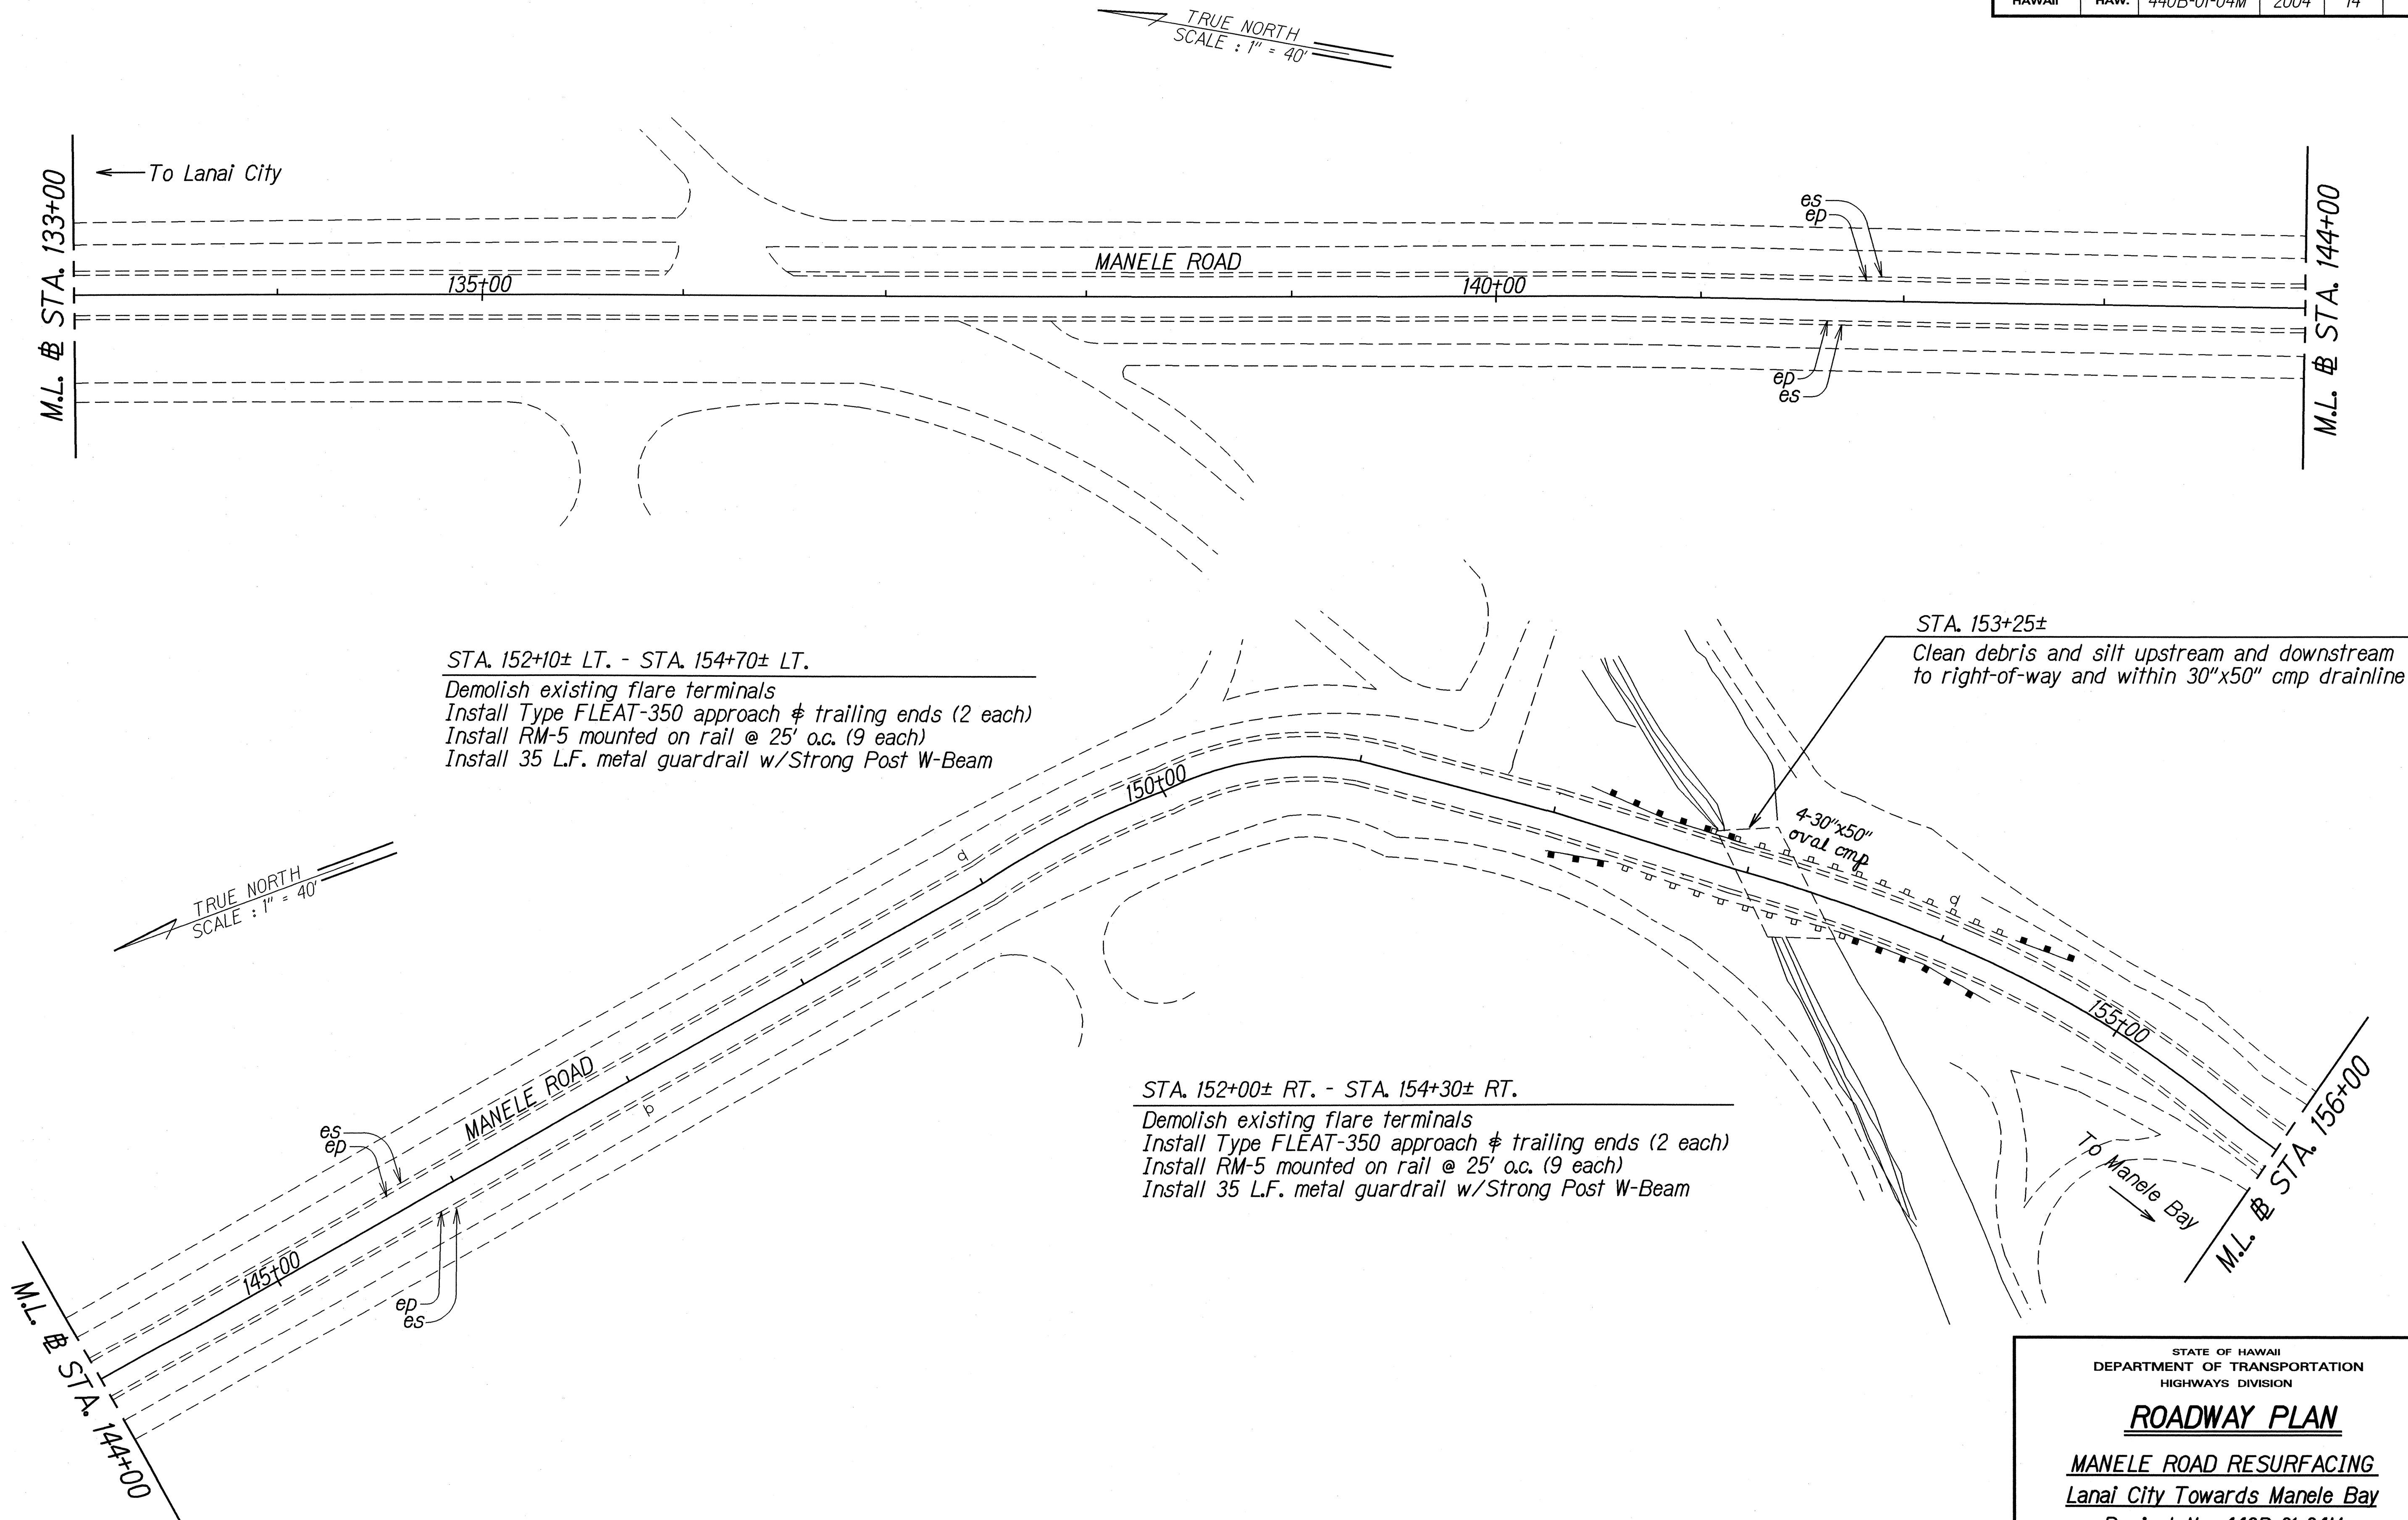 HAWAII HAW. 440B-01-04M 2004 14
TRUE NORTH
SCALE : 1" = 40'
To Lanai City
M.L. ⅊ STA. 133+00
135+00
MANELE ROAD
140+00
es
ep
ep
es
M.L. ⅊ STA. 144+00
STA. 152+10± LT. - STA. 154+70± LT.
Demolish existing flare terminals
Install Type FLEAT-350 approach & trailing ends (2 each)
Install RM-5 mounted on rail @ 25' o.c. (9 each)
Install 35 L.F. metal guardrail w/Strong Post W-Beam
STA. 153+25±
Clean debris and silt upstream and downstream
to right-of-way and within 30"x50" cmp drainline
TRUE NORTH
SCALE : 1" = 40'
150+00
d
4-30"x50"
oval cmp
d
155+00
MANELE ROAD
p
es
ep
145+00
ep
es
M.L. ⅊ STA. 144+00
STA. 152+00± RT. - STA. 154+30± RT.
Demolish existing flare terminals
Install Type FLEAT-350 approach & trailing ends (2 each)
Install RM-5 mounted on rail @ 25' o.c. (9 each)
Install 35 L.F. metal guardrail w/Strong Post W-Beam
To Manele Bay
M.L. ⅊ STA. 156+00
STATE OF HAWAII
DEPARTMENT OF TRANSPORTATION
HIGHWAYS DIVISION
ROADWAY PLAN
MANELE ROAD RESURFACING
Lanai City Towards Manele Bay